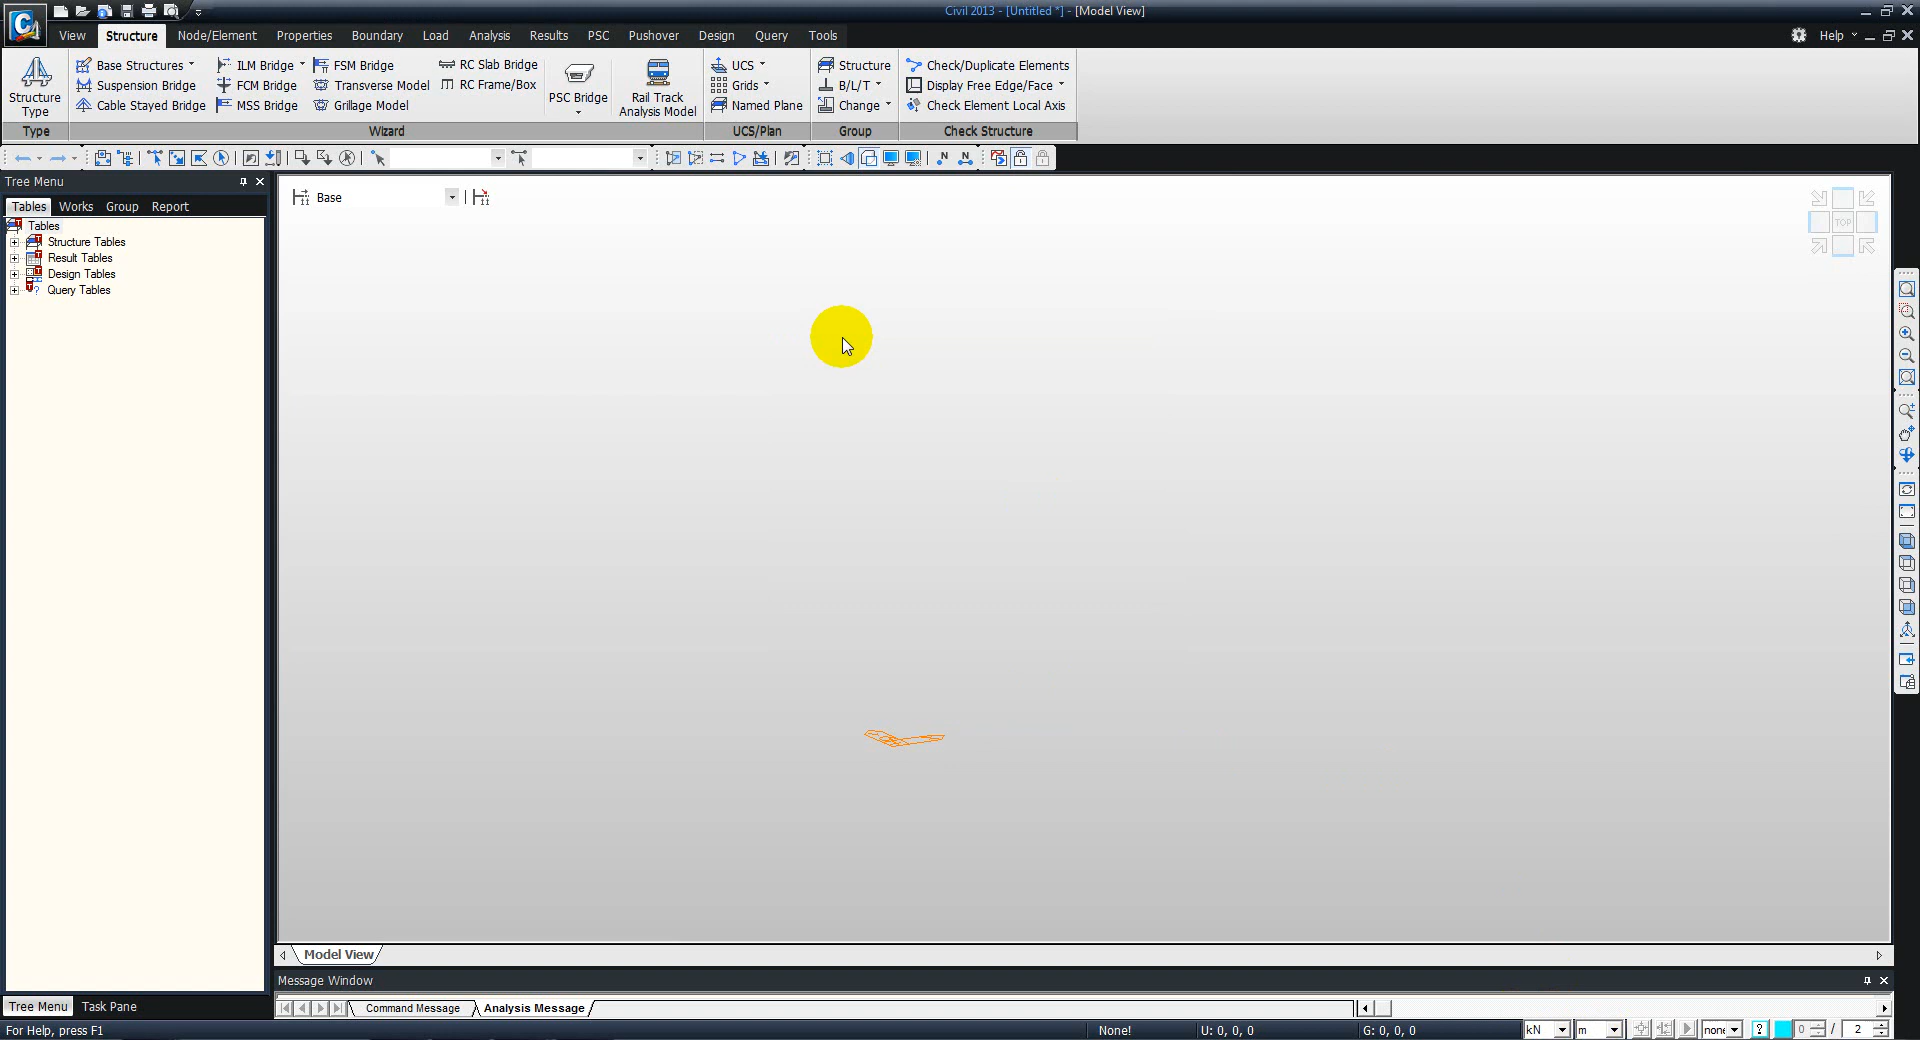 Civil 2013 - [Untitled *] - [Model View]
View Structure Node/Element Properties Boundary Load Analysis Results PSC Pushover Design Query Tools Help
Structure Type
Base Structures
Suspension Bridge
Cable Stayed Bridge
ILM Bridge
FCM Bridge
MSS Bridge
FSM Bridge
Transverse Model
Grillage Model
RC Slab Bridge
RC Frame/Box
PSC Bridge
Rail Track Analysis Model
UCS
Grids
Named Plane
Structure
B/L/T
Change
Check/Duplicate Elements
Display Free Edge/Face
Check Element Local Axis
Type Wizard UCS/Plan Group Check Structure
Tree Menu
Tables Works Group Report
Tables
Structure Tables
Result Tables
Design Tables
Query Tables
Base
TOP
Model View
Message Window
Tree Menu Task Pane
Command Message Analysis Message
For Help, press F1 None! U: 0, 0, 0 G: 0, 0, 0 kN m none ? 0 / 2